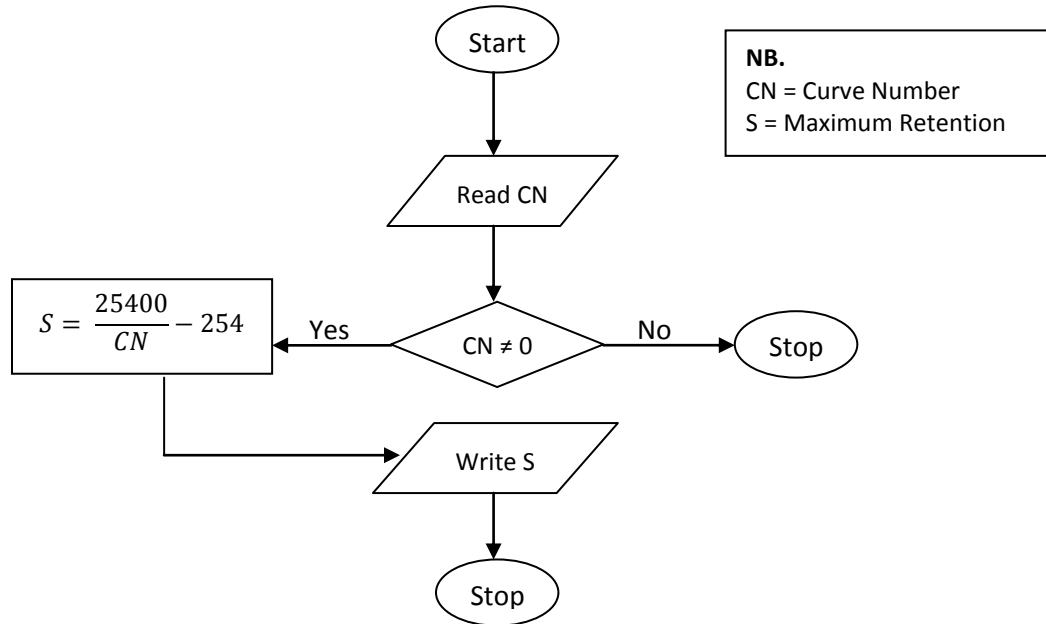 Start
NB.
CN = Curve Number
S = Maximum Retention
Read CN
S = 25400/CN − 254
Yes
CN ≠ 0
No
Stop
Write S
Stop